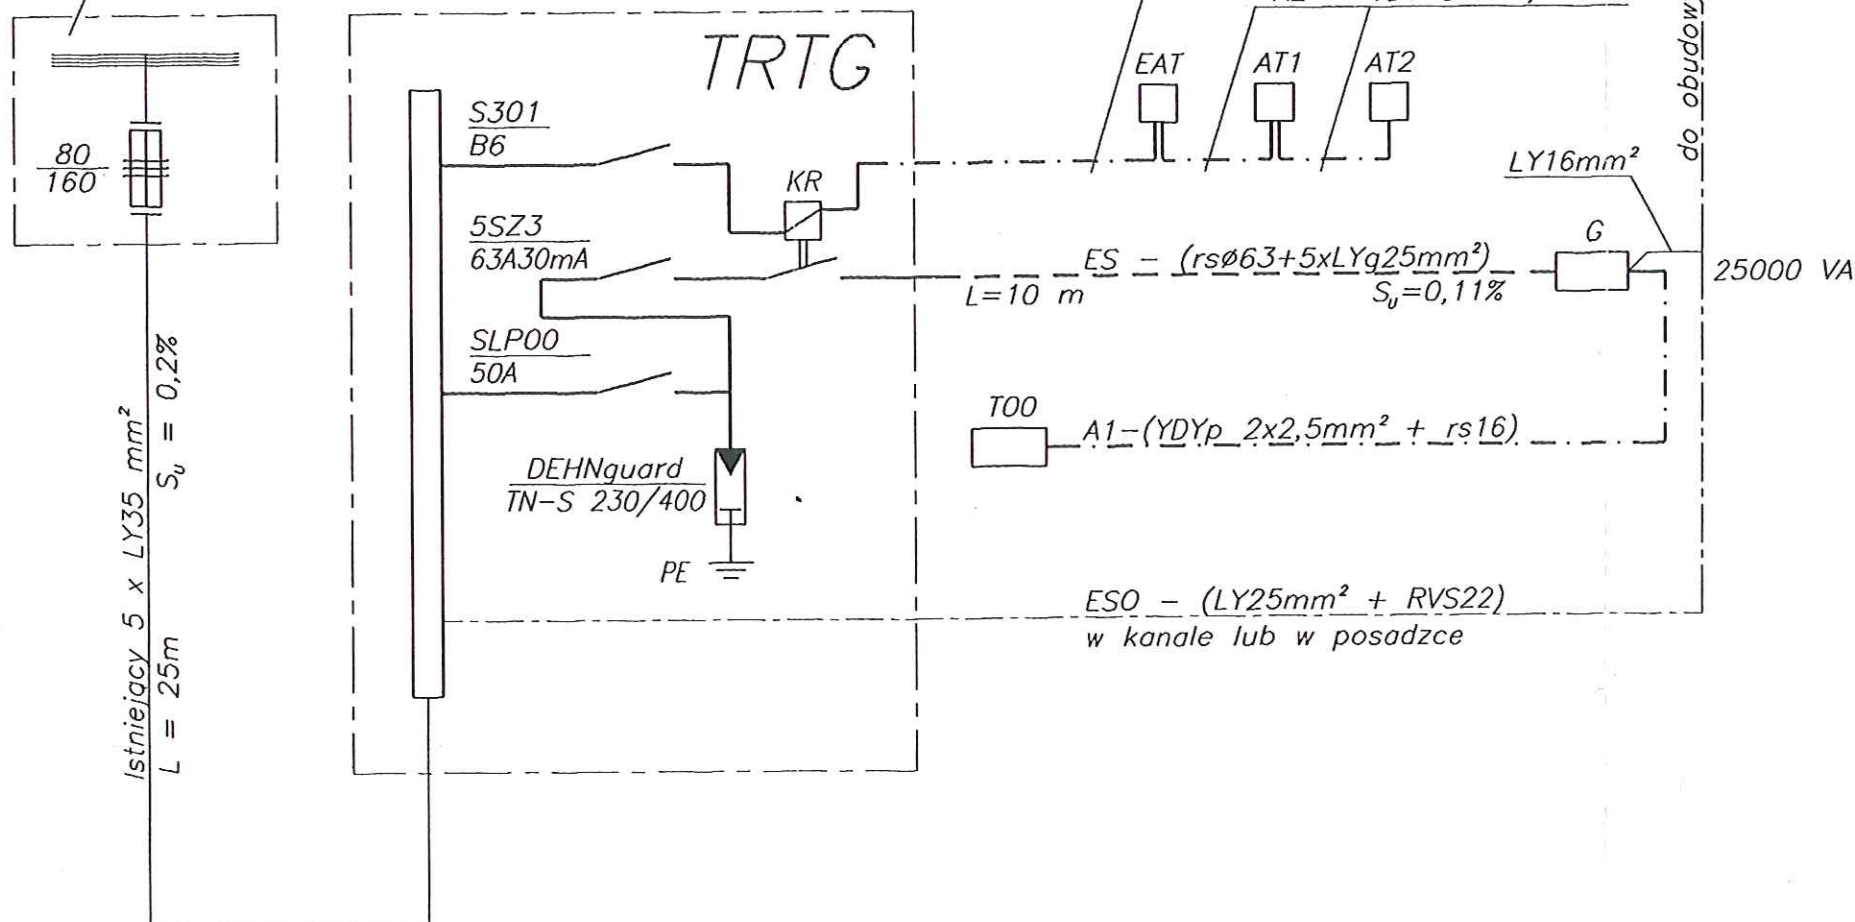 TRTG
80
160
S301
B6
KR
5SZ3
63A30mA
SLP00
50A
DEHNguard
TN-S 230/400
PE
EAT
AT1
AT2
do obudow
LY16mm²
G
25000 VA
ES - (rsø63+5xLYg25mm²)
L=10 m
Sᵤ=0,11%
T00
A1-(YDYp 2x2,5mm² + rs16)
ESO - (LY25mm² + RVS22)
w kanale lub w posadzce
Istniejący 5 x LY35 mm²
L = 25m
Sᵤ = 0,2%